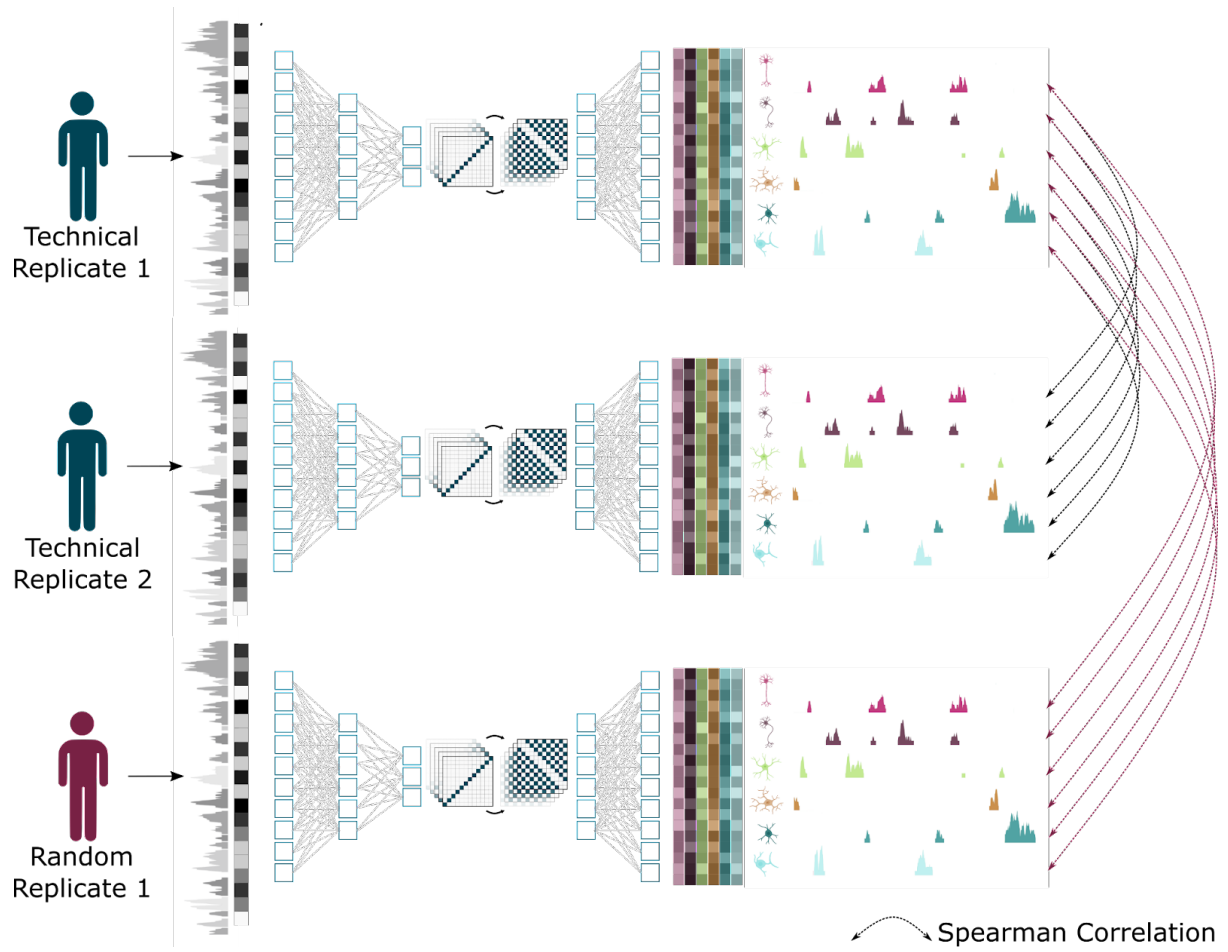 Technical
Replicate 1
Technical
Replicate 2
Random
Replicate 1
Spearman Correlation